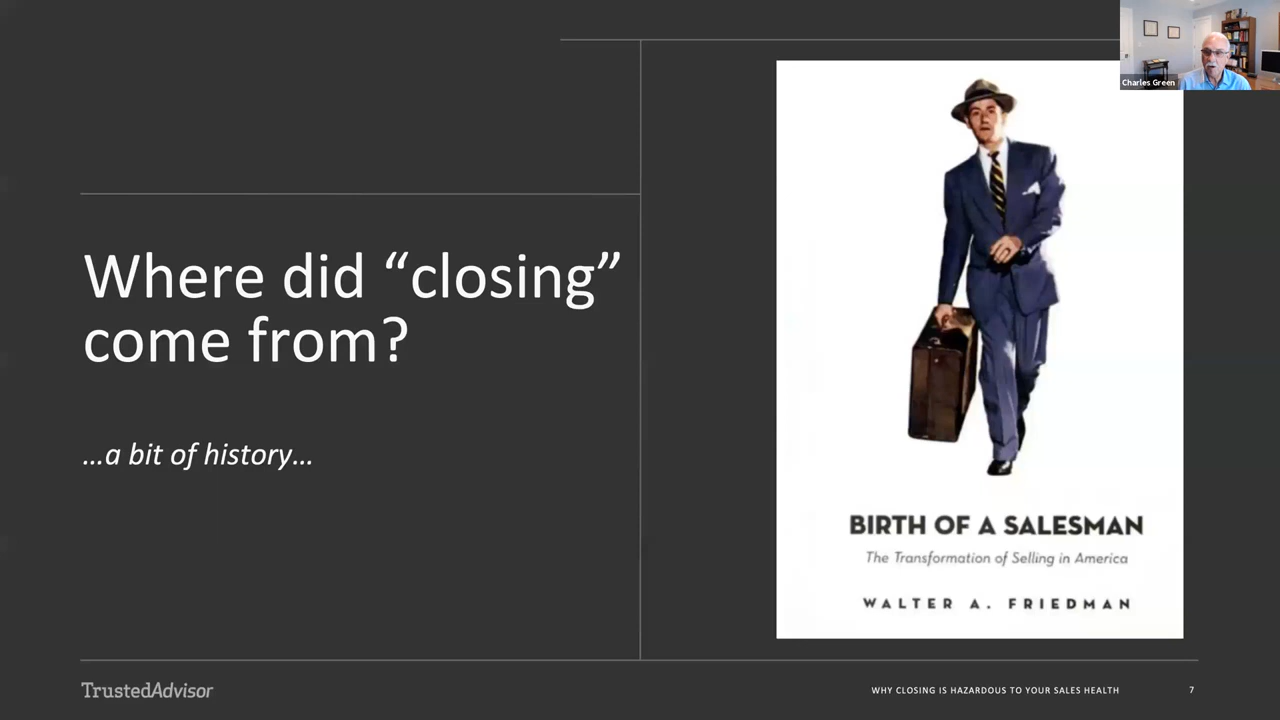 Charles Green
Where did “closing”
come from?
…a bit of history…
BIRTH OF A SALESMAN
The Transformation of Selling in America
WALTER A. FRIEDMAN
TrustedAdvisor
WHY CLOSING IS HAZARDOUS TO YOUR SALES HEALTH
7